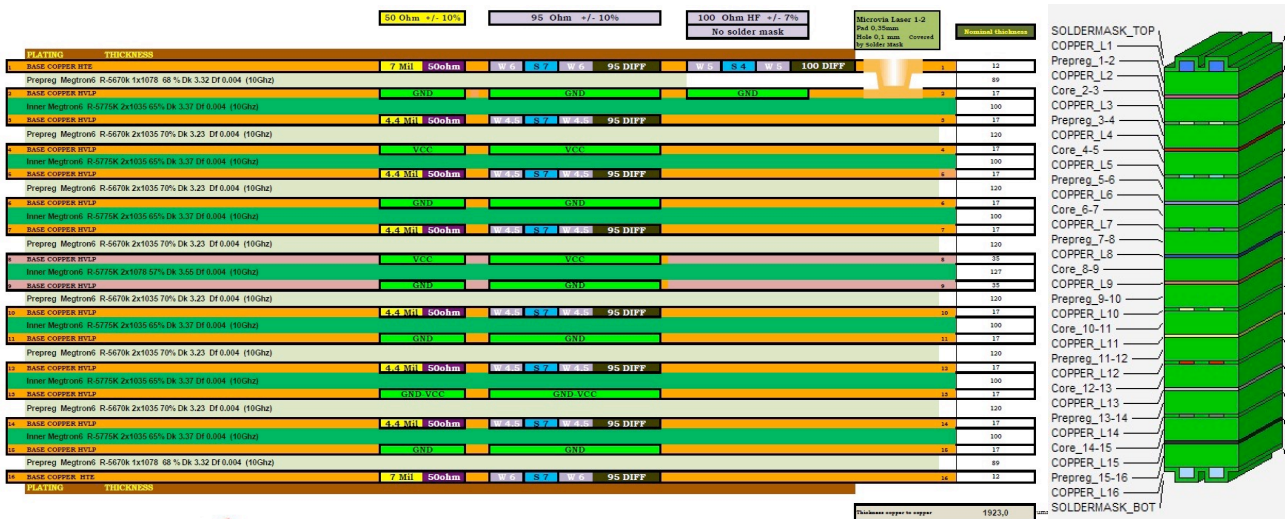 50 Ohm +/- 10%
95 Ohm +/- 10%
100 Ohm HF +/- 7%
No solder mask
Microvia Laser 1-2
Pad 0,35mm
Hole 0,1 mm Covered
by Solder Mask
Nominal thickness
PLATING THICKNESS
1 BASE COPPER HTE 7 Mil 50ohm W 6 S 7 W 6 95 DIFF W 5 S 4 W 5 100 DIFF 1 12
Prepreg Megtron6 R-5670k 1x1078 68 % Dk 3.32 Df 0.004 (10Ghz) 89
2 BASE COPPER HVLP GND GND GND 2 17
Inner Megtron6 R-5775K 2x1035 65% Dk 3.37 Df 0.004 (10Ghz) 100
3 BASE COPPER HVLP 4.4 Mil 50ohm W 4.5 S 7 W 4.5 95 DIFF 3 17
Prepreg Megtron6 R-5670k 2x1035 70% Dk 3.23 Df 0.004 (10Ghz) 120
4 BASE COPPER HVLP VCC VCC 4 17
Inner Megtron6 R-5775K 2x1035 65% Dk 3.37 Df 0.004 (10Ghz) 100
5 BASE COPPER HVLP 4.4 Mil 50ohm W 4.5 S 7 W 4.5 95 DIFF 5 17
Prepreg Megtron6 R-5670k 2x1035 70% Dk 3.23 Df 0.004 (10Ghz) 120
6 BASE COPPER HVLP GND GND 6 17
Inner Megtron6 R-5775K 2x1035 65% Dk 3.37 Df 0.004 (10Ghz) 100
7 BASE COPPER HVLP 4.4 Mil 50ohm W 4.5 S 7 W 4.5 95 DIFF 7 17
Prepreg Megtron6 R-5670k 2x1035 70% Dk 3.23 Df 0.004 (10Ghz) 120
8 BASE COPPER HVLP VCC VCC 8 35
Inner Megtron6 R-5775K 2x1078 57% Dk 3.55 Df 0.004 (10Ghz) 127
9 BASE COPPER HVLP GND GND 9 35
Prepreg Megtron6 R-5670k 2x1035 70% Dk 3.23 Df 0.004 (10Ghz) 120
10 BASE COPPER HVLP 4.4 Mil 50ohm W 4.5 S 7 W 4.5 95 DIFF 10 17
Inner Megtron6 R-5775K 2x1035 65% Dk 3.37 Df 0.004 (10Ghz) 100
11 BASE COPPER HVLP GND GND 11 17
Prepreg Megtron6 R-5670k 2x1035 70% Dk 3.23 Df 0.004 (10Ghz) 120
12 BASE COPPER HVLP 4.4 Mil 50ohm W 4.5 S 7 W 4.5 95 DIFF 12 17
Inner Megtron6 R-5775K 2x1035 65% Dk 3.37 Df 0.004 (10Ghz) 100
13 BASE COPPER HVLP GND-VCC GND-VCC 13 17
Prepreg Megtron6 R-5670k 2x1035 70% Dk 3.23 Df 0.004 (10Ghz) 120
14 BASE COPPER HVLP 4.4 Mil 50ohm W 4.5 S 7 W 4.5 95 DIFF 14 17
Inner Megtron6 R-5775K 2x1035 65% Dk 3.37 Df 0.004 (10Ghz) 100
15 BASE COPPER HVLP GND GND 15 17
Prepreg Megtron6 R-5670k 1x1078 68 % Dk 3.32 Df 0.004 (10Ghz) 89
16 BASE COPPER HTE 7 Mil 50ohm W 6 S 7 W 6 95 DIFF 16 12
PLATING THICKNESS
Thickness copper to copper 1923,0 ums
SOLDERMASK_TOP
COPPER_L1
Prepreg_1-2
COPPER_L2
Core_2-3
COPPER_L3
Prepreg_3-4
COPPER_L4
Core_4-5
COPPER_L5
Prepreg_5-6
COPPER_L6
Core_6-7
COPPER_L7
Prepreg_7-8
COPPER_L8
Core_8-9
COPPER_L9
Prepreg_9-10
COPPER_L10
Core_10-11
COPPER_L11
Prepreg_11-12
COPPER_L12
Core_12-13
COPPER_L13
Prepreg_13-14
COPPER_L14
Core_14-15
COPPER_L15
Prepreg_15-16
COPPER_L16
SOLDERMASK_BOT